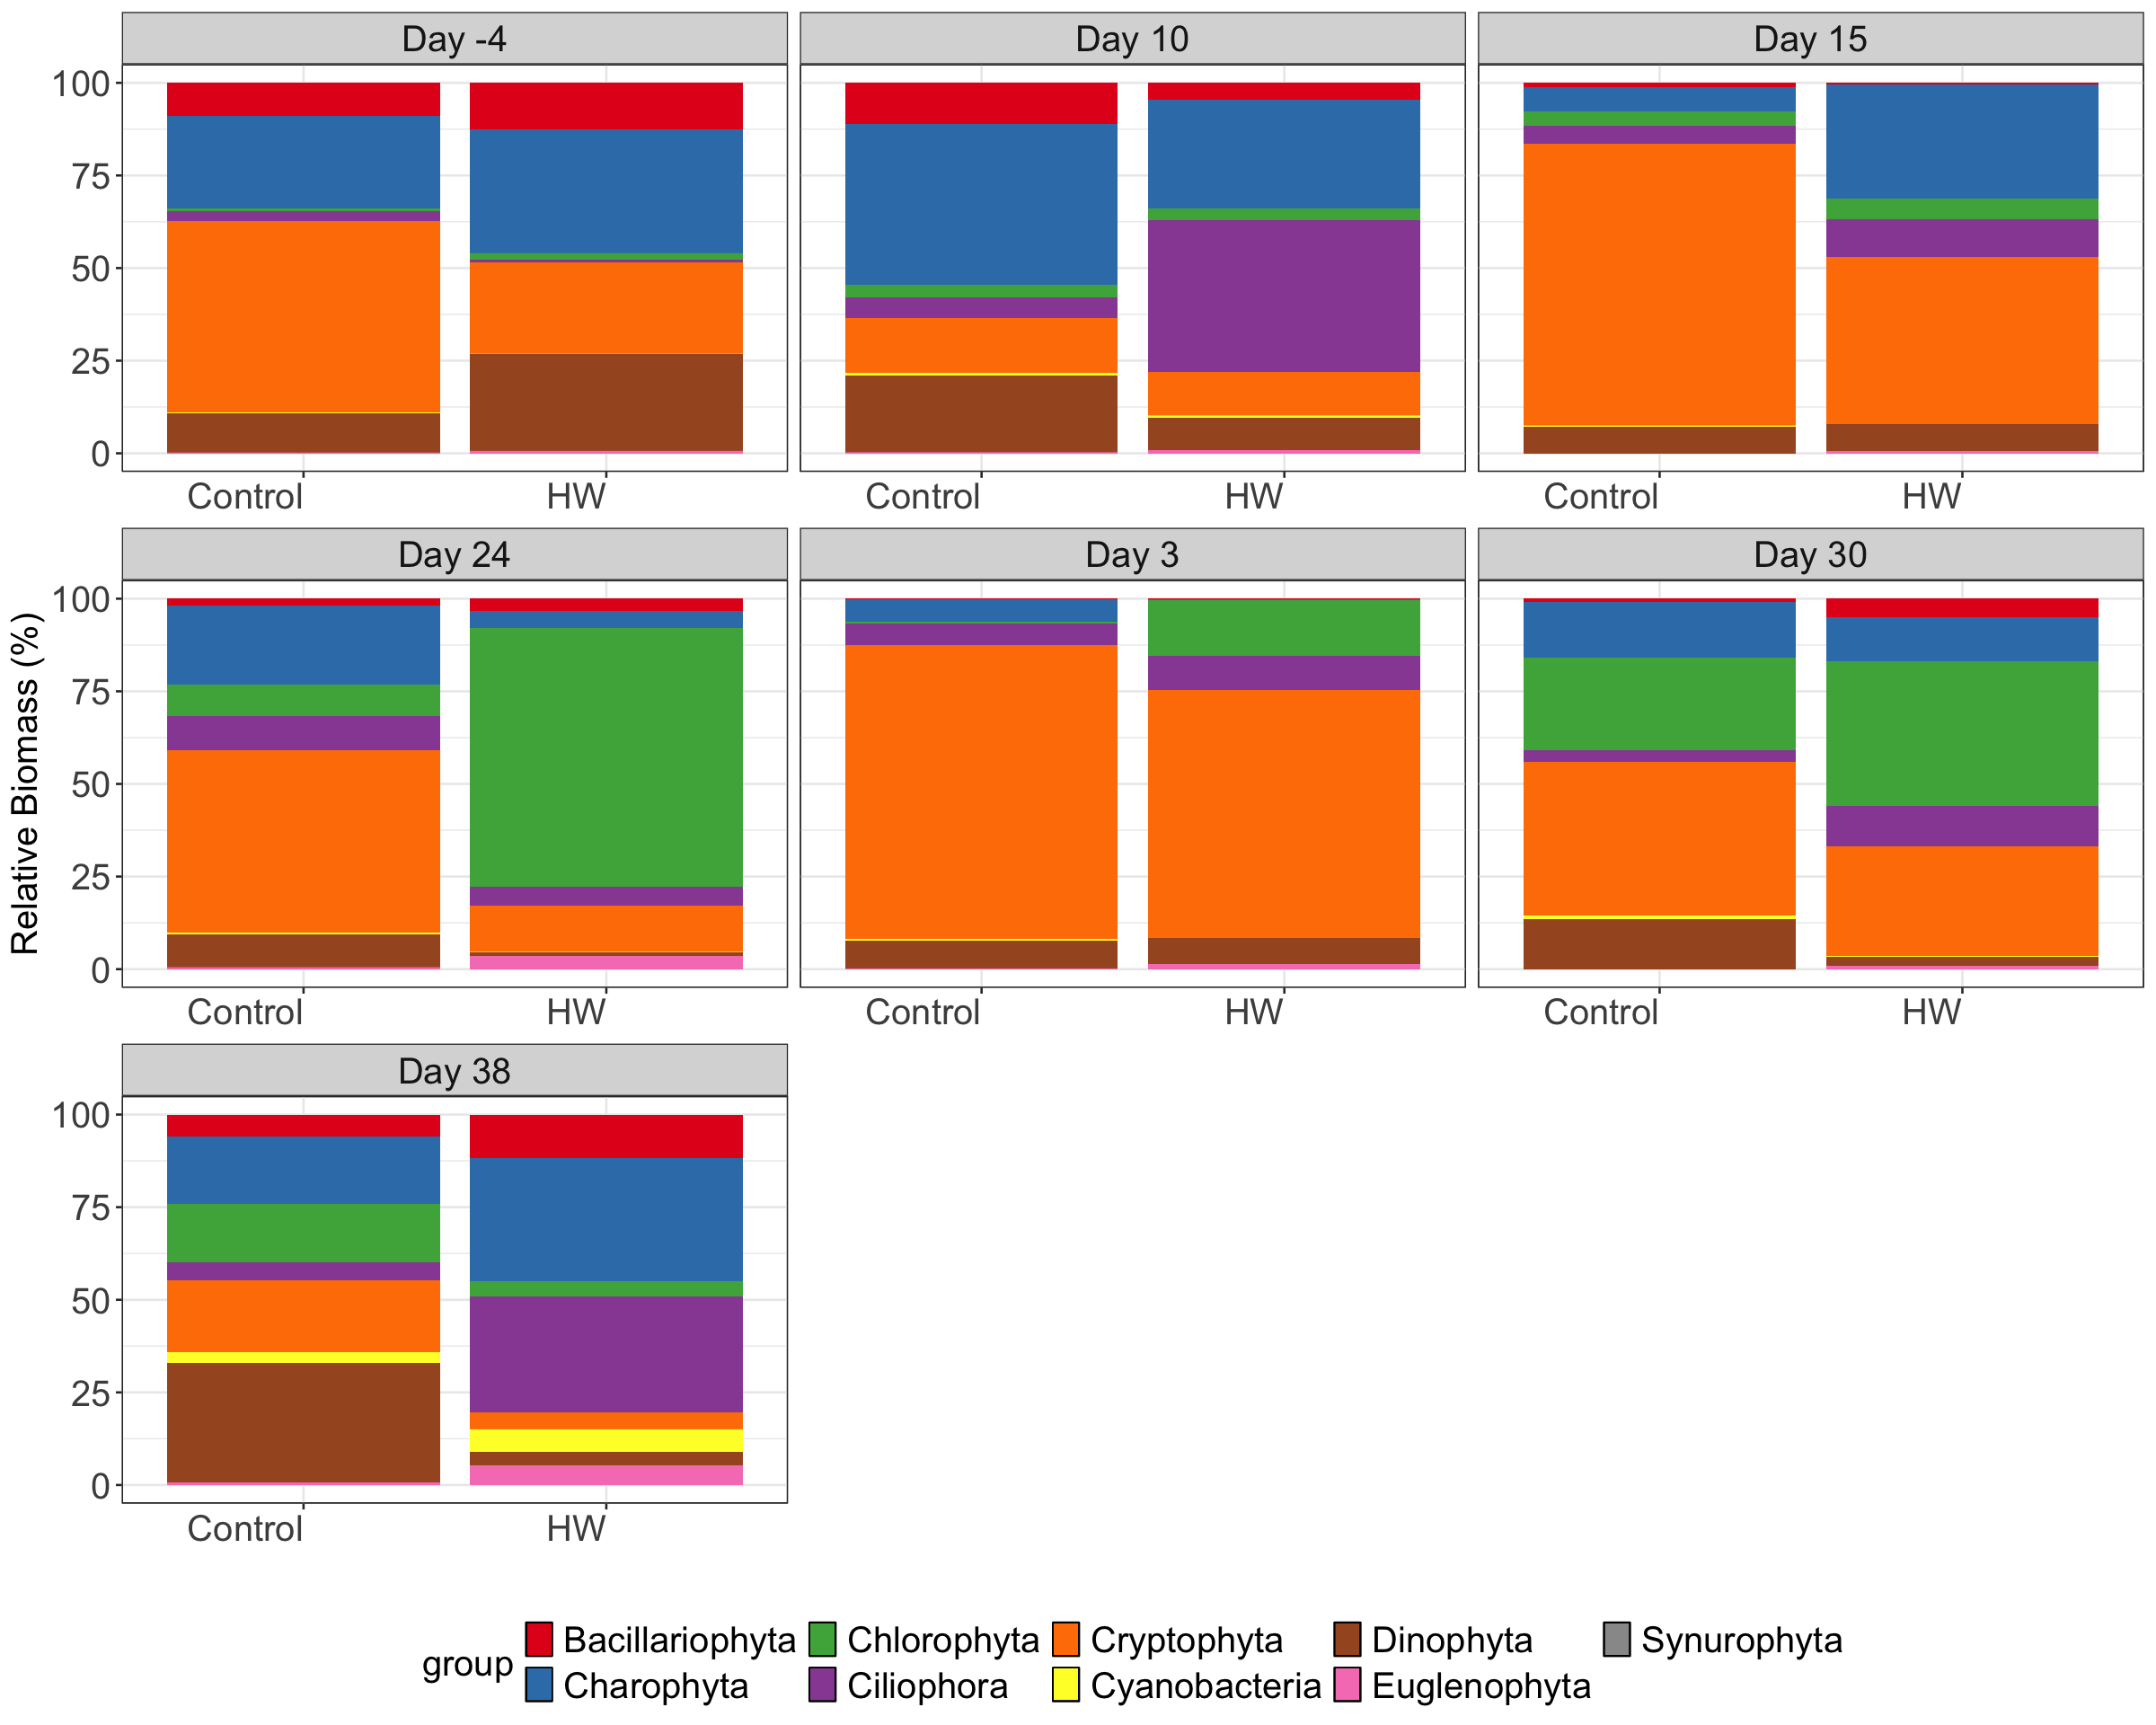 Day -4
Day 10
Day 15
100
75
50
25
0
Control
HW
Control
HW
Control
HW
Day 24
Day 3
Day 30
Relative Biomass (%)
100
75
50
25
0
Control
HW
Control
HW
Control
HW
Day 38
100
75
50
25
0
Control
HW
group
Bacillariophyta
Chlorophyta
Cryptophyta
Dinophyta
Synurophyta
Charophyta
Ciliophora
Cyanobacteria
Euglenophyta